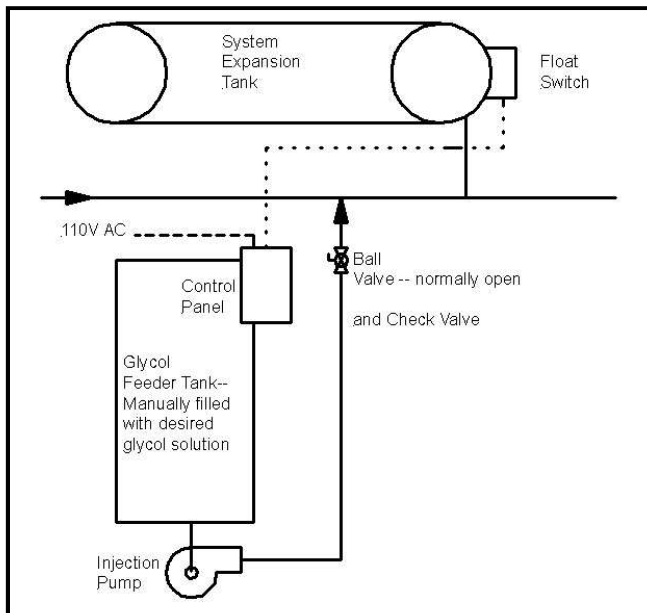 System
Expansion
Tank
Float
Switch
110V AC
Control
Panel
Ball
Valve -- normally open
and Check Valve
Glycol
Feeder Tank--
Manually filled
with desired
glycol solution
Injection
Pump